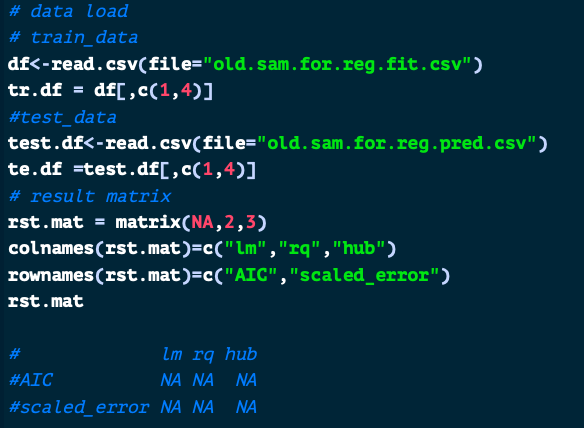 # data load
# train_data
df<-read.csv(file="old.sam.for.reg.fit.csv")
tr.df = df[,c(1,4)]
#test_data
test.df<-read.csv(file="old.sam.for.reg.pred.csv")
te.df =test.df[,c(1,4)]
# result matrix
rst.mat = matrix(NA,2,3)
colnames(rst.mat)=c("lm","rq","hub")
rownames(rst.mat)=c("AIC","scaled_error")
rst.mat
#             lm rq hub
#AIC          NA NA  NA
#scaled_error NA NA  NA